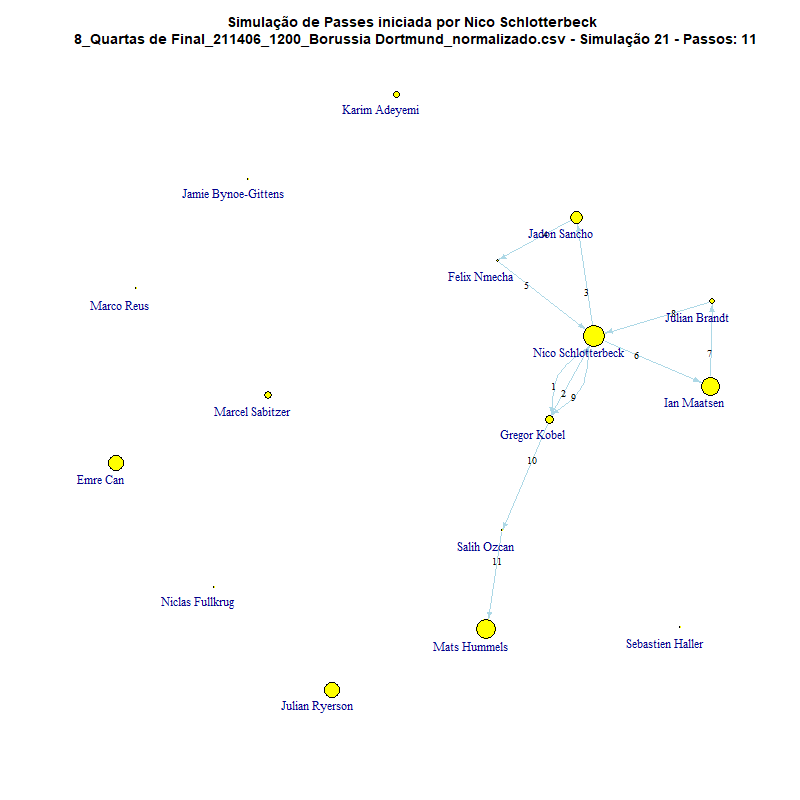 Simulação de Passes iniciada por Nico Schlotterbeck
8_Quartas de Final_211406_1200_Borussia Dortmund_normalizado.csv - Simulação 21 - Passos: 11
Karim Adeyemi
Jamie Bynoe-Gittens
Jadon Sancho
4
Felix Nmecha
5
3
Marco Reus
8
Julian Brandt
Nico Schlotterbeck
6
7
1
2
9
Ian Maatsen
Marcel Sabitzer
Gregor Kobel
10
Emre Can
Salih Ozcan
11
Niclas Fullkrug
Mats Hummels
Sebastien Haller
Julian Ryerson